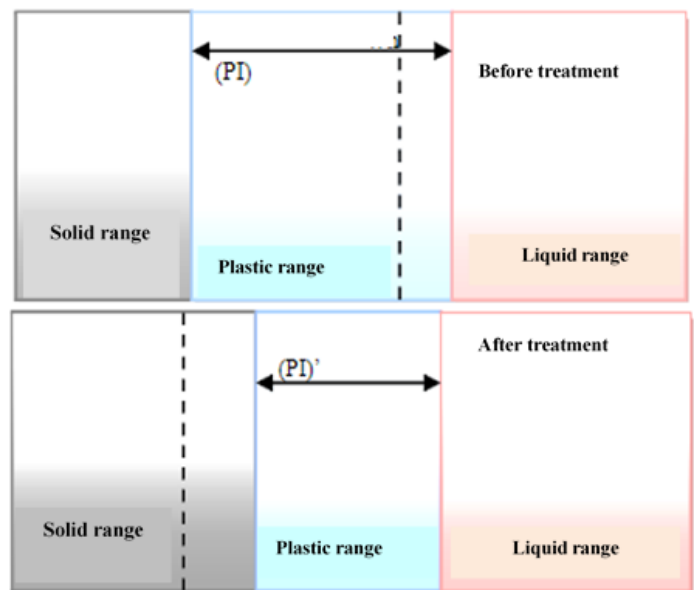 (PI)
Before treatment
Solid range
Plastic range
Liquid range
After treatment
(PI)’
Solid range
Plastic range
Liquid range